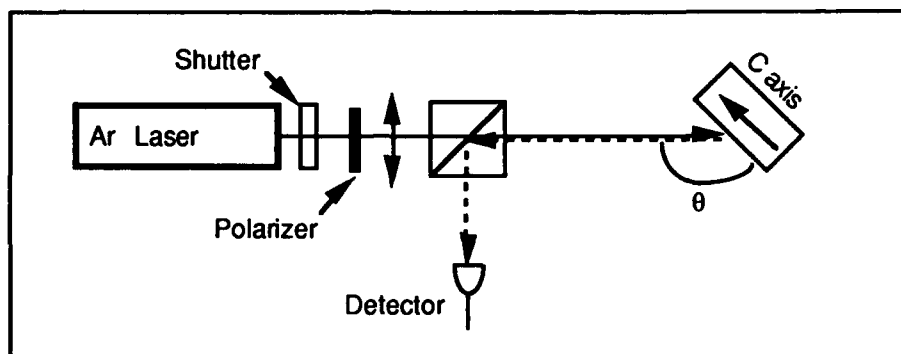 Shutter
C axis
Ar Laser
θ
Polarizer
Detector